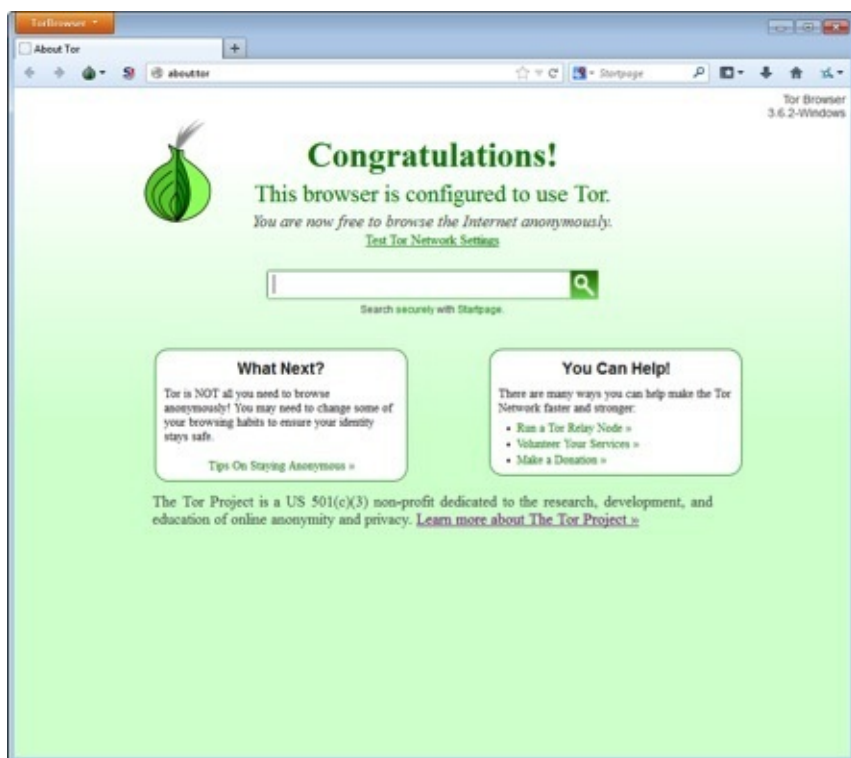 TorBrowser
About Tor
about:tor
Startpage
Tor Browser
3.6.2-Windows
Congratulations!
This browser is configured to use Tor.
You are now free to browse the Internet anonymously.
Test Tor Network Settings
Search securely with Startpage.
What Next?
Tor is NOT all you need to browse
anonymously! You may need to change some of
your browsing habits to ensure your identity
stays safe.
Tips On Staying Anonymous »
You Can Help!
There are many ways you can help make the Tor
Network faster and stronger:
• Run a Tor Relay Node »
• Volunteer Your Services »
• Make a Donation »
The Tor Project is a US 501(c)(3) non-profit dedicated to the research, development, and
education of online anonymity and privacy. Learn more about The Tor Project »